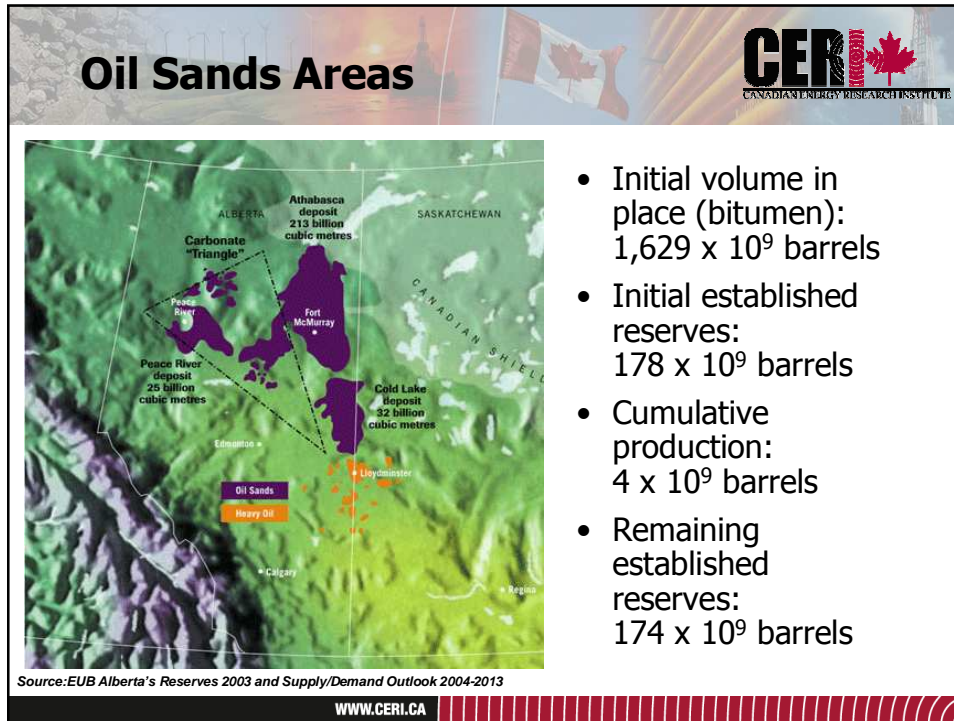 Oil Sands Areas
CERI
CANADIAN ENERGY RESEARCH INSTITUTE
ALBERTA
Athabasca
deposit
213 billion
cubic metres
SASKATCHEWAN
Carbonate
"Triangle"
Peace
River
Fort
McMurray
CANADIAN SHIELD
Peace River
deposit
25 billion
cubic metres
Cold Lake
deposit
32 billion
cubic metres
Edmonton
Lloydminster
Oil Sands
Heavy Oil
Calgary
Regina
• Initial volume in
place (bitumen):
1,629 x 10⁹ barrels
• Initial established
reserves:
178 x 10⁹ barrels
• Cumulative
production:
4 x 10⁹ barrels
• Remaining
established
reserves:
174 x 10⁹ barrels
Source:EUB Alberta's Reserves 2003 and Supply/Demand Outlook 2004-2013
WWW.CERI.CA